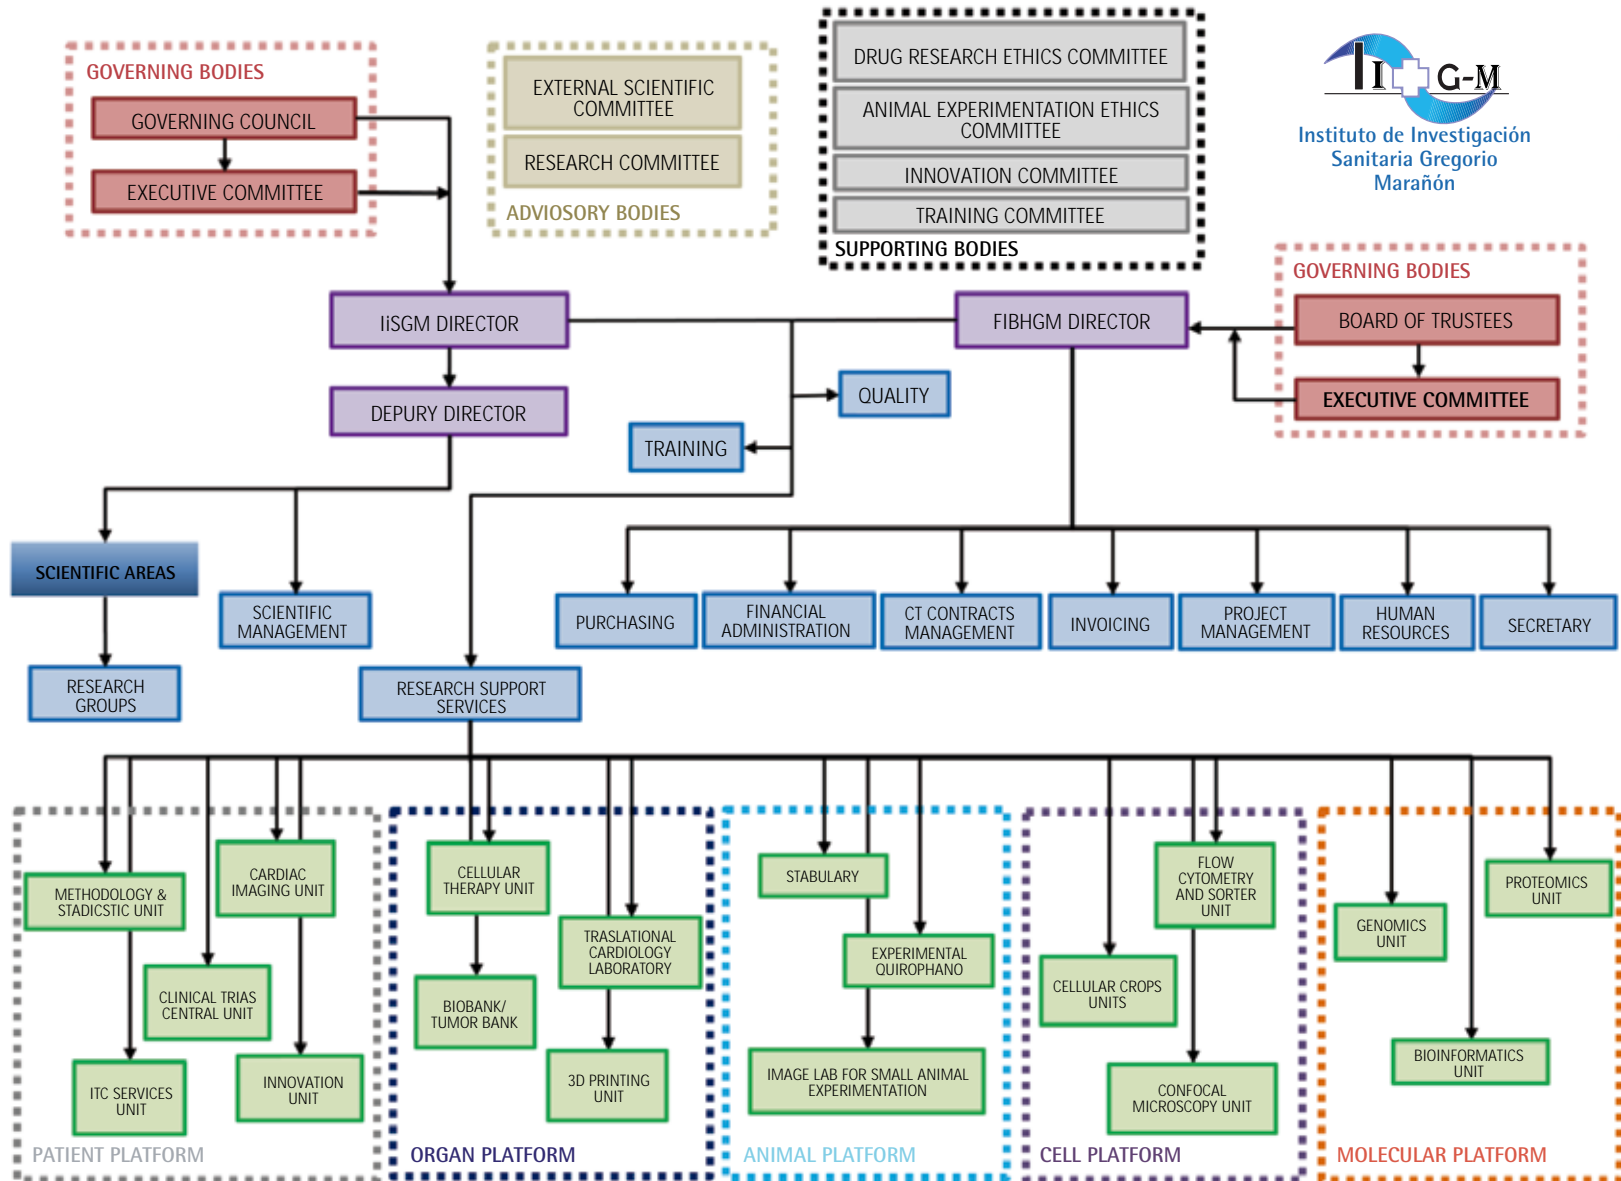 GOVERNING BODIES
GOVERNING COUNCIL
EXECUTIVE COMMITTEE
EXTERNAL SCIENTIFIC
COMMITTEE
RESEARCH COMMITTEE
ADVIOSORY BODIES
DRUG RESEARCH ETHICS COMMITTEE
ANIMAL EXPERIMENTATION ETHICS
COMMITTEE
INNOVATION COMMITTEE
TRAINING COMMITTEE
SUPPORTING BODIES
II G-M
Instituto de Investigación
Sanitaria Gregorio
Marañón
GOVERNING BODIES
BOARD OF TRUSTEES
EXECUTIVE COMMITTEE
IiSGM DIRECTOR
FIBHGM DIRECTOR
DEPURY DIRECTOR
QUALITY
TRAINING
SCIENTIFIC AREAS
SCIENTIFIC
MANAGEMENT
RESEARCH
GROUPS
RESEARCH SUPPORT
SERVICES
PURCHASING
FINANCIAL
ADMINISTRATION
CT CONTRACTS
MANAGEMENT
INVOICING
PROJECT
MANAGEMENT
HUMAN
RESOURCES
SECRETARY
METHODOLOGY &
STADICSTIC UNIT
CARDIAC
IMAGING UNIT
CLINICAL TRIAS
CENTRAL UNIT
ITC SERVICES
UNIT
INNOVATION
UNIT
PATIENT PLATFORM
CELLULAR
THERAPY UNIT
TRASLATIONAL
CARDIOLOGY
LABORATORY
BIOBANK/
TUMOR BANK
3D PRINTING
UNIT
ORGAN PLATFORM
STABULARY
EXPERIMENTAL
QUIROPHANO
IMAGE LAB FOR SMALL ANIMAL
EXPERIMENTATION
ANIMAL PLATFORM
FLOW
CYTOMETRY
AND SORTER
UNIT
CELLULAR CROPS
UNITS
CONFOCAL
MICROSCOPY UNIT
CELL PLATFORM
PROTEOMICS
UNIT
GENOMICS
UNIT
BIOINFORMATICS
UNIT
MOLECULAR PLATFORM